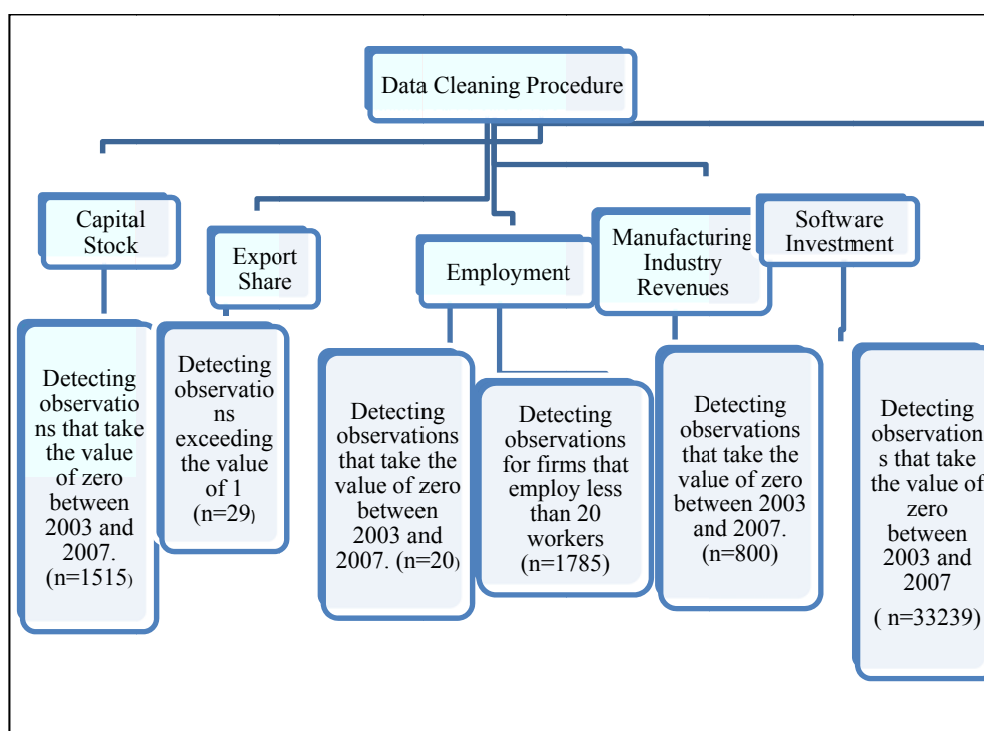 Data Cleaning Procedure
Capital
Stock
Export
Share
Employment
Manufacturing
Industry
Revenues
Software
Investment
Detecting
observatio
ns that take
the value
of zero
between
2003 and
2007.
(n=1515)
Detecting
observatio
ns
exceeding
the value
of 1
(n=29)
Detecting
observations
that take the
value of zero
between
2003 and
2007. (n=20)
Detecting
observations
for firms that
employ less
than 20
workers
(n=1785)
Detecting
observations
that take the
value of zero
between 2003
and 2007.
(n=800)
Detecting
observation
s that take
the value of
zero
between
2003 and
2007
( n=33239)